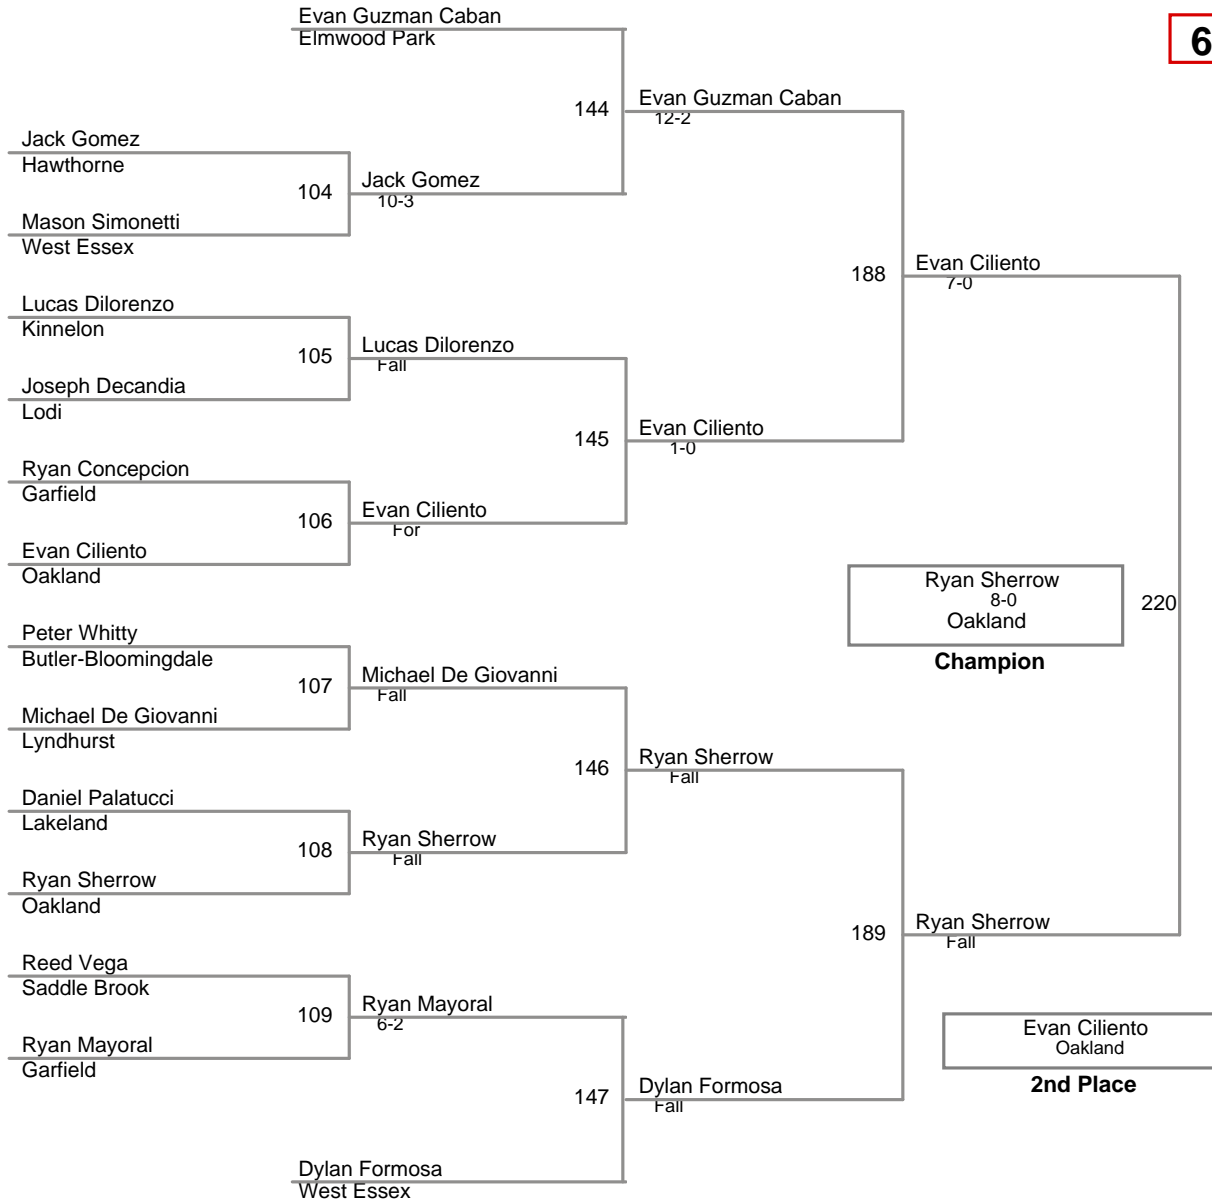 Evan Guzman Caban
Elmwood Park
6
144
Evan Guzman Caban
12-2
Jack Gomez
Hawthorne
104
Jack Gomez
10-3
Mason Simonetti
West Essex
188
Evan Ciliento
7-0
Lucas Dilorenzo
Kinnelon
105
Lucas Dilorenzo
Fall
Joseph Decandia
Lodi
145
Evan Ciliento
1-0
Ryan Concepcion
Garfield
106
Evan Ciliento
For
Evan Ciliento
Oakland
Ryan Sherrow
8-0
Oakland
220
Champion
Peter Whitty
Butler-Bloomingdale
107
Michael De Giovanni
Fall
Michael De Giovanni
Lyndhurst
146
Ryan Sherrow
Fall
Daniel Palatucci
Lakeland
108
Ryan Sherrow
Fall
Ryan Sherrow
Oakland
189
Ryan Sherrow
Fall
Reed Vega
Saddle Brook
109
Ryan Mayoral
6-2
Ryan Mayoral
Garfield
Evan Ciliento
Oakland
2nd Place
147
Dylan Formosa
Fall
Dylan Formosa
West Essex